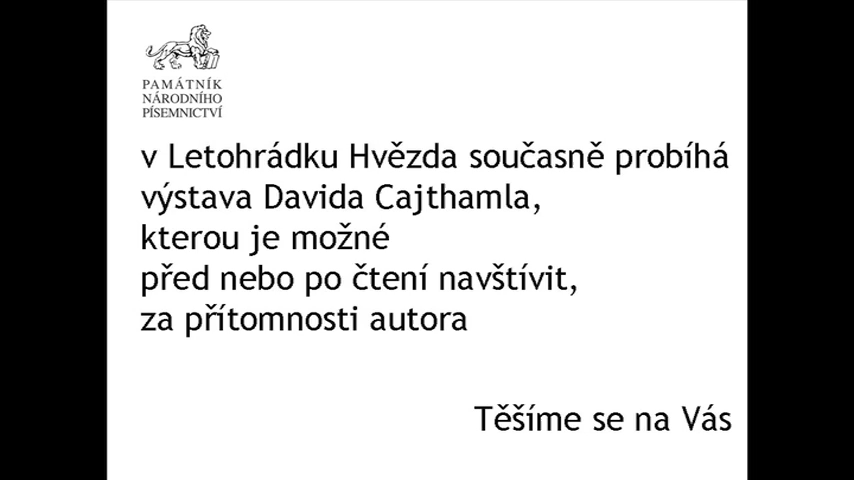 PAMÁTNÍK
NÁRODNÍHO
PÍSEMNICTVÍ
v Letohrádku Hvězda současně probíhá
výstava Davida Cajthamla,
kterou je možné
před nebo po čtení navštívit,
za přítomnosti autora
Těšíme se na Vás